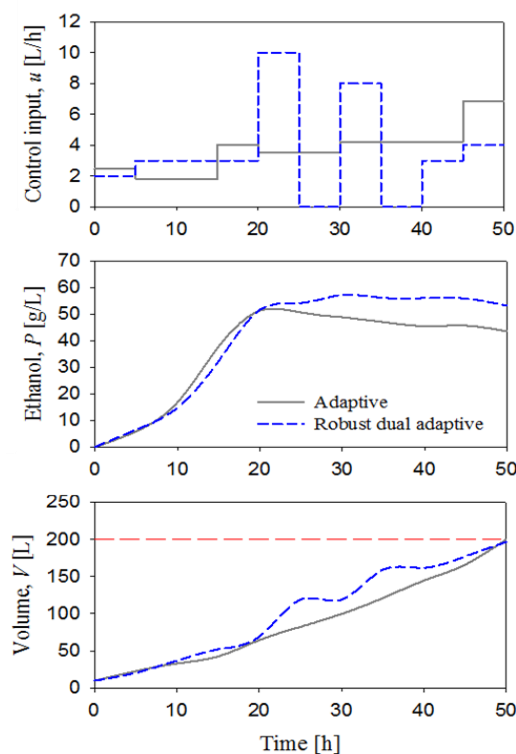 Control input, u [L/h]
12
10
8
6
4
2
0
0 10 20 30 40 50
Ethanol, P [g/L]
70
60
50
40
30
20
10
0
Adaptive
Robust dual adaptive
0 10 20 30 40 50
Volume, V [L]
250
200
150
100
50
0
0 10 20 30 40 50
Time [h]